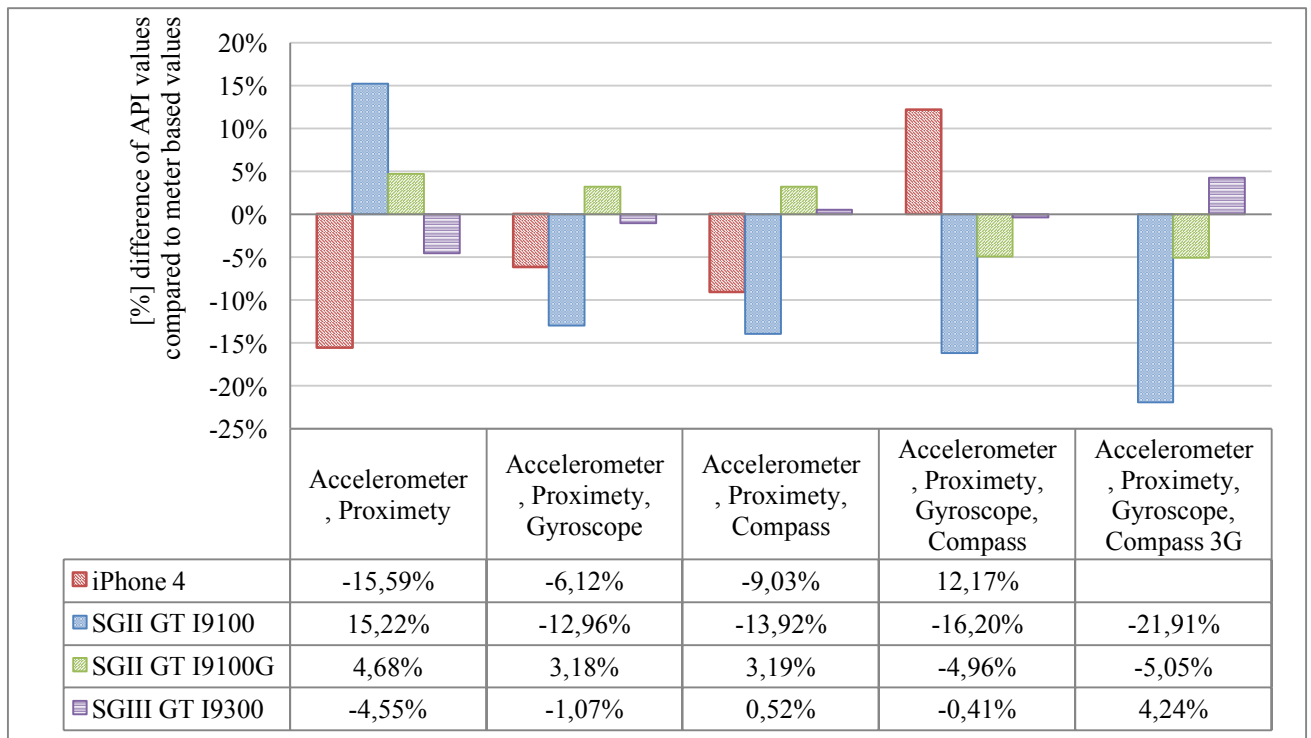 [%] difference of API values
compared to meter based values
20%
15%
10%
5%
0%
-5%
-10%
-15%
-20%
-25%
Accelerometer
, Proximety
Accelerometer
, Proximety,
Gyroscope
Accelerometer
, Proximety,
Compass
Accelerometer
, Proximety,
Gyroscope,
Compass
Accelerometer
, Proximety,
Gyroscope,
Compass 3G
iPhone 4 -15,59% -6,12% -9,03% 12,17%
SGII GT I9100 15,22% -12,96% -13,92% -16,20% -21,91%
SGII GT I9100G 4,68% 3,18% 3,19% -4,96% -5,05%
SGIII GT I9300 -4,55% -1,07% 0,52% -0,41% 4,24%